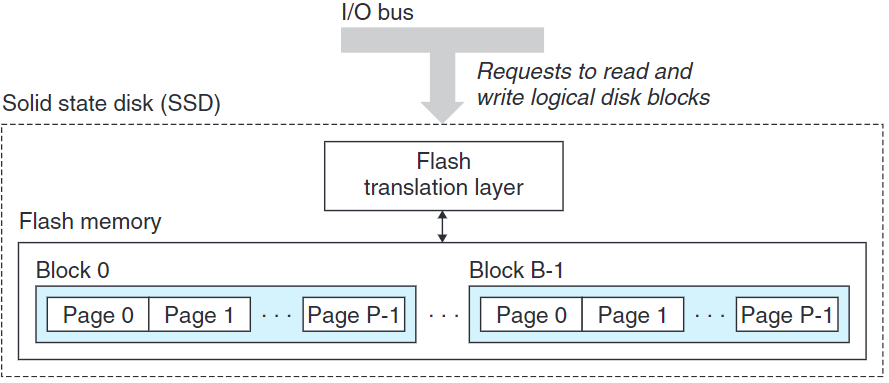 I/O bus
Requests to read and
write logical disk blocks
Solid state disk (SSD)
Flash
translation layer
Flash memory
Block 0
Block B-1
Page 0 Page 1 · · · Page P-1 · · · Page 0 Page 1 · · · Page P-1